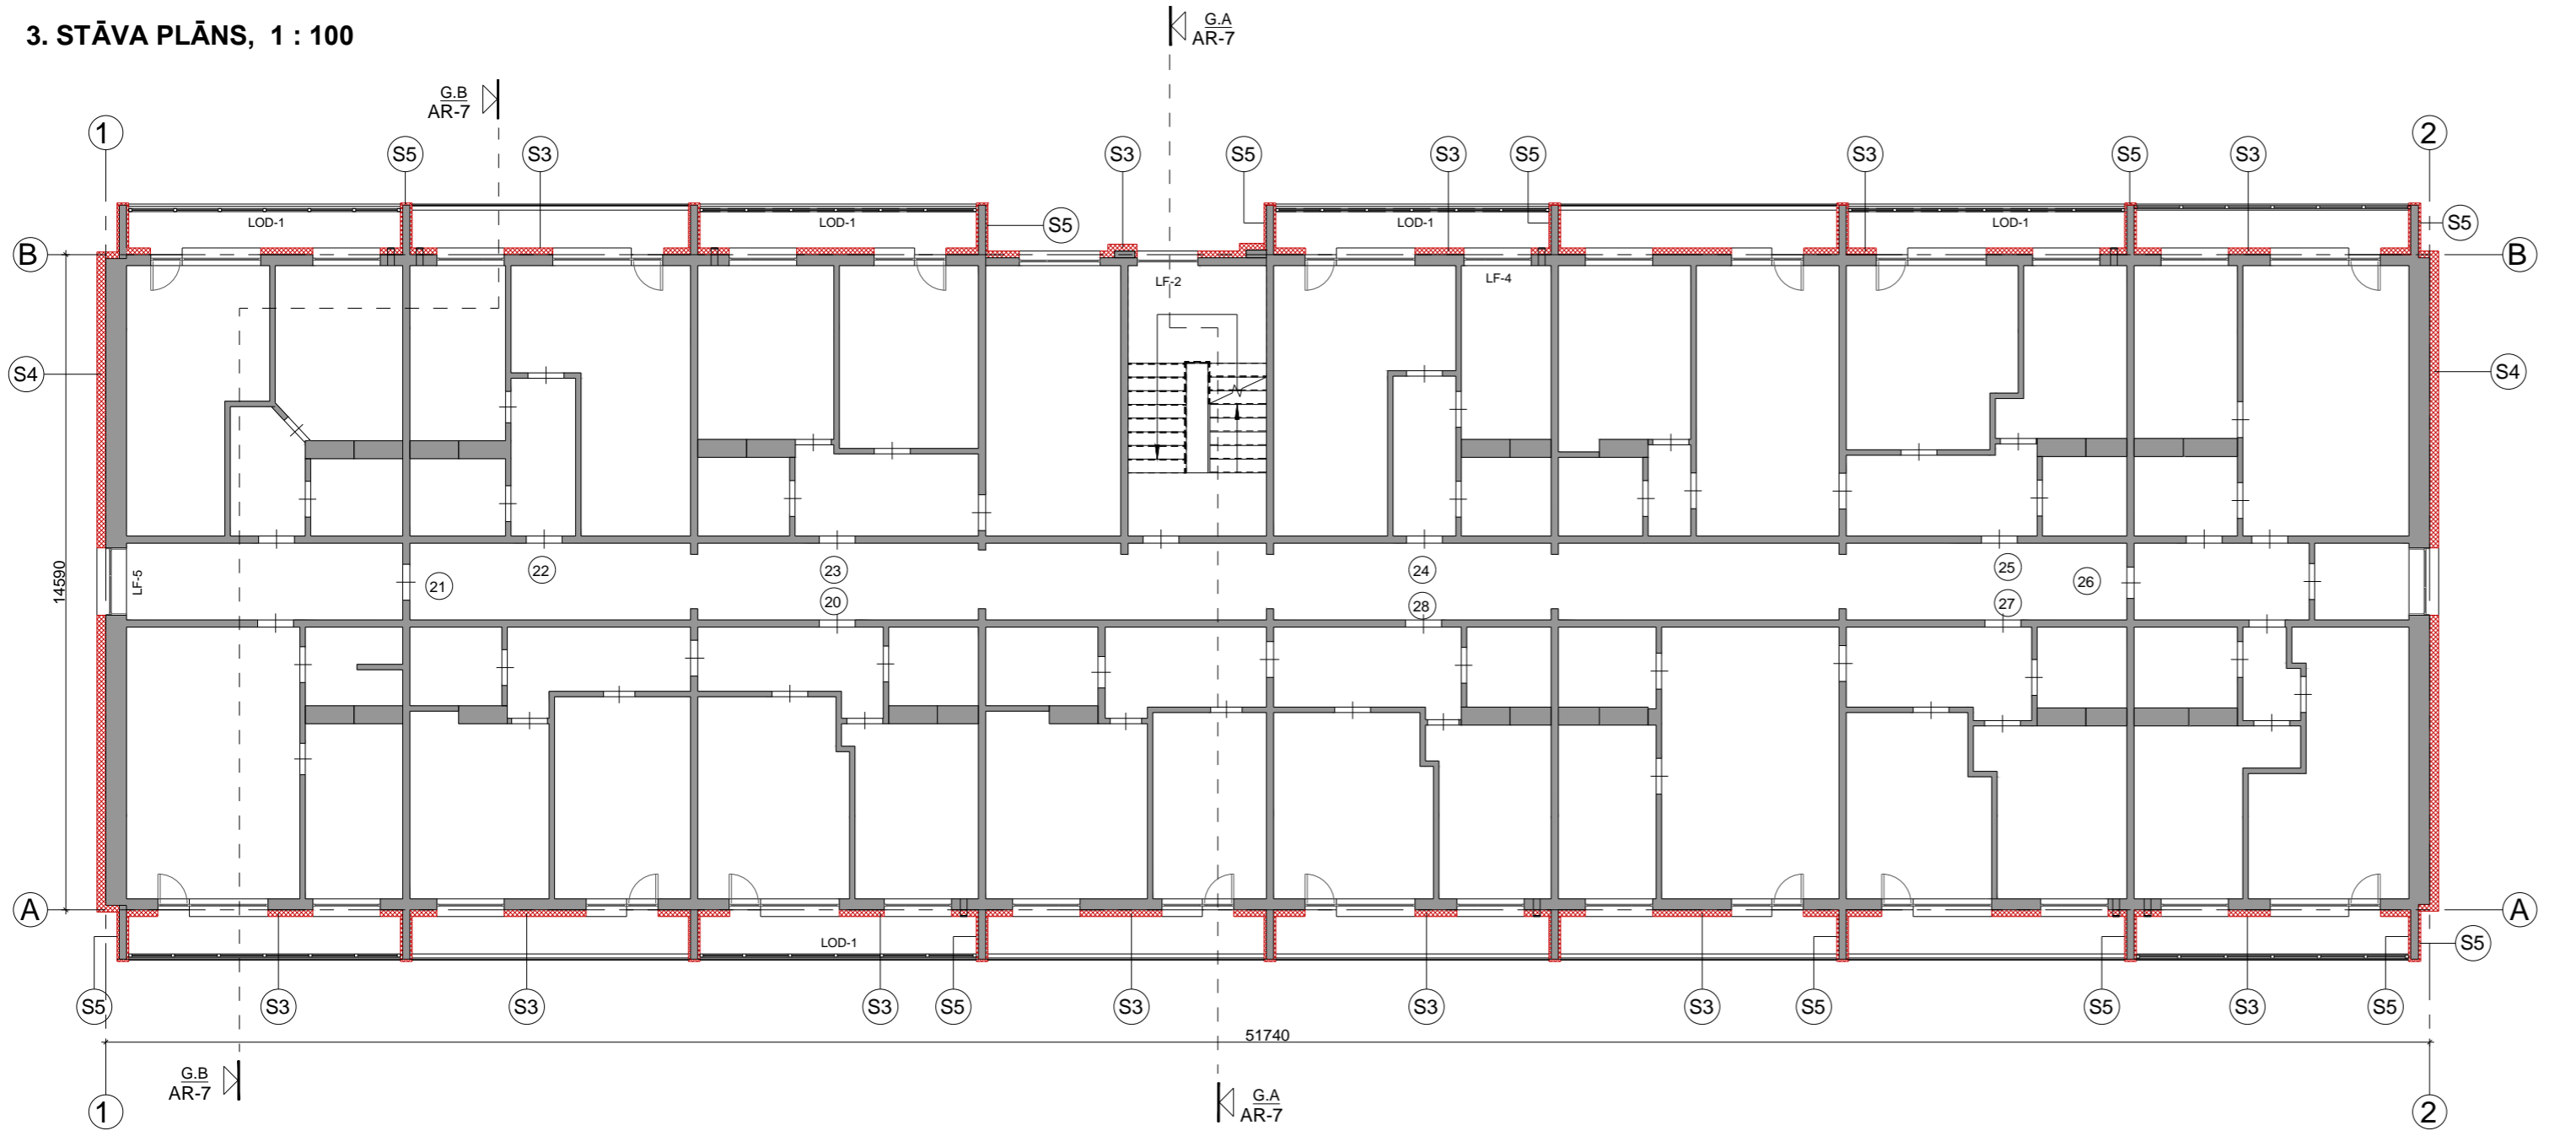 3. STĀVA PLĀNS, 1 : 100
G.A
AR-7
G.B
AR-7
1
S5
S3
S3
S5
S3
S5
S3
S5
S3
2
LOD-1
LOD-1
S5
LOD-1
LOD-1
S5
B
B
LF-2
LF-4
S4
S4
14590
LF-5
21
22
23
20
24
28
25
26
27
A
LOD-1
A
S5
S5
S3
S3
S3
S5
S3
S3
S3
S5
S5
S3
S5
51740
G.B
AR-7
G.A
AR-7
1
2